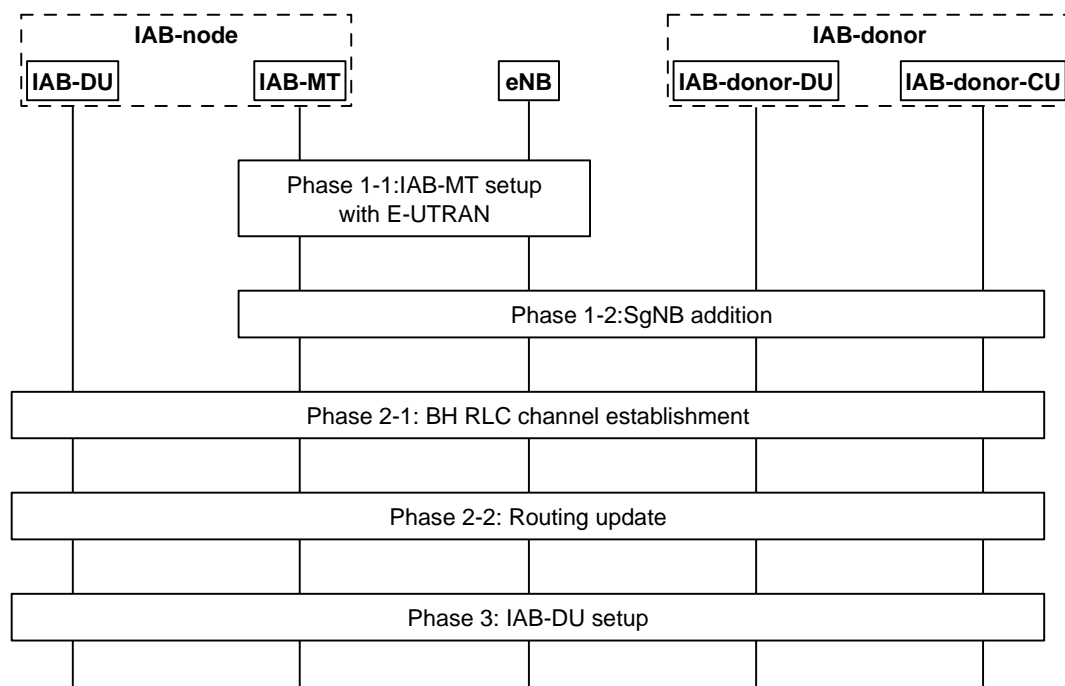 IAB-node
IAB-donor
IAB-DU
IAB-MT
eNB
IAB-donor-DU
IAB-donor-CU
Phase 1-1:IAB-MT setup
with E-UTRAN
Phase 1-2:SgNB addition
Phase 2-1: BH RLC channel establishment
Phase 2-2: Routing update
Phase 3: IAB-DU setup